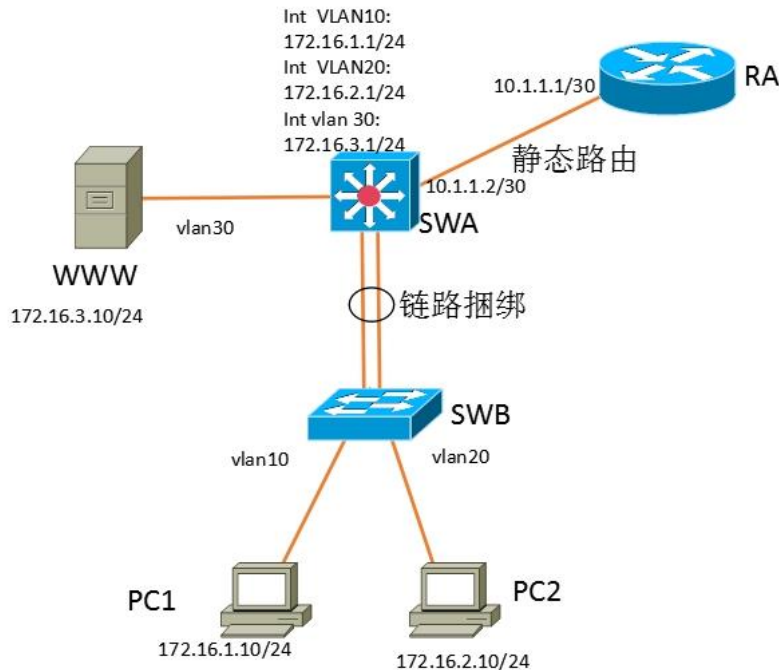 Int VLAN10:
172.16.1.1/24
Int VLAN20:
172.16.2.1/24
Int vlan 30:
172.16.3.1/24
10.1.1.1/30
RA
静态路由
10.1.1.2/30
SWA
vlan30
WWW
172.16.3.10/24
链路捆绑
SWB
vlan10
vlan20
PC1
PC2
172.16.1.10/24
172.16.2.10/24